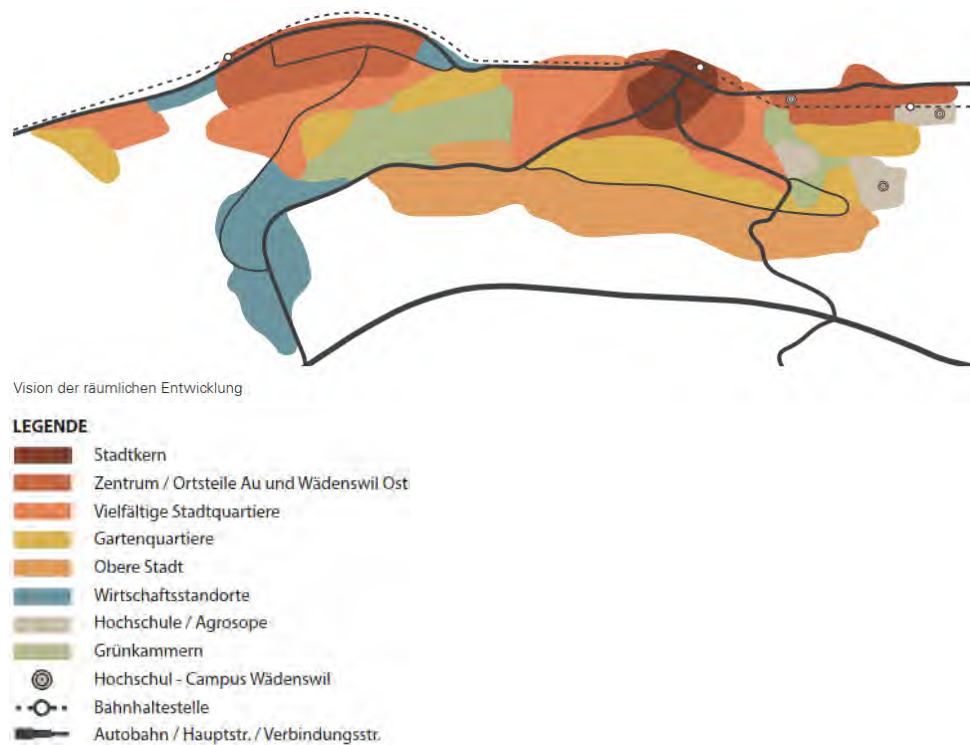 Vision der räumlichen Entwicklung
LEGENDE
Stadtkern
Zentrum / Ortsteile Au und Wädenswil Ost
Vielfältige Stadtquartiere
Gartenquartiere
Obere Stadt
Wirtschaftsstandorte
Hochschule / Agrosope
Grünkammern
Hochschul - Campus Wädenswil
Bahnhaltestelle
Autobahn / Hauptstr. / Verbindungsstr.